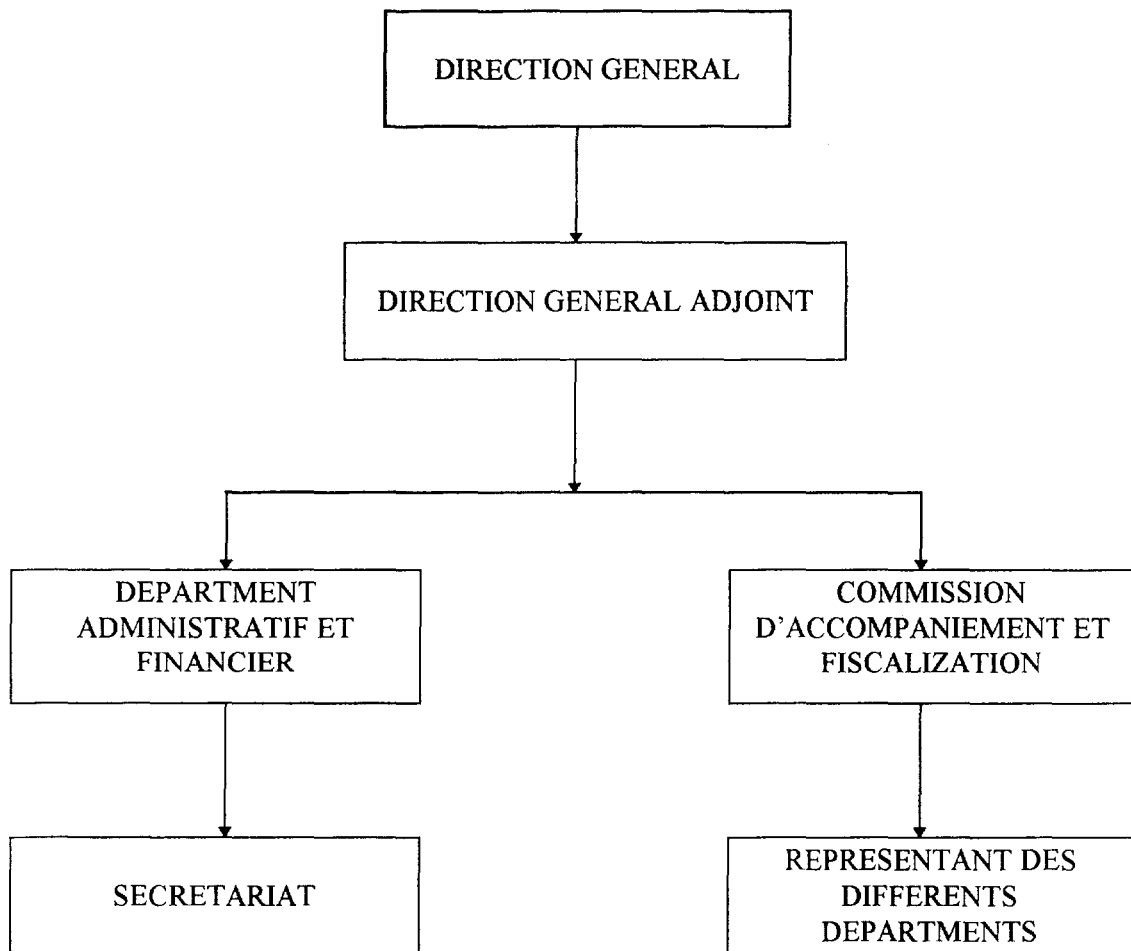 DIRECTION GENERAL
DIRECTION GENERAL ADJOINT
DEPARTMENT
ADMINISTRATIF ET
FINANCIER
COMMISSION
D'ACCOMPANIEMENT ET
FISCALIZATION
SECRETARIAT
REPRESENTANT DES
DIFFERENTS
DEPARTMENTS